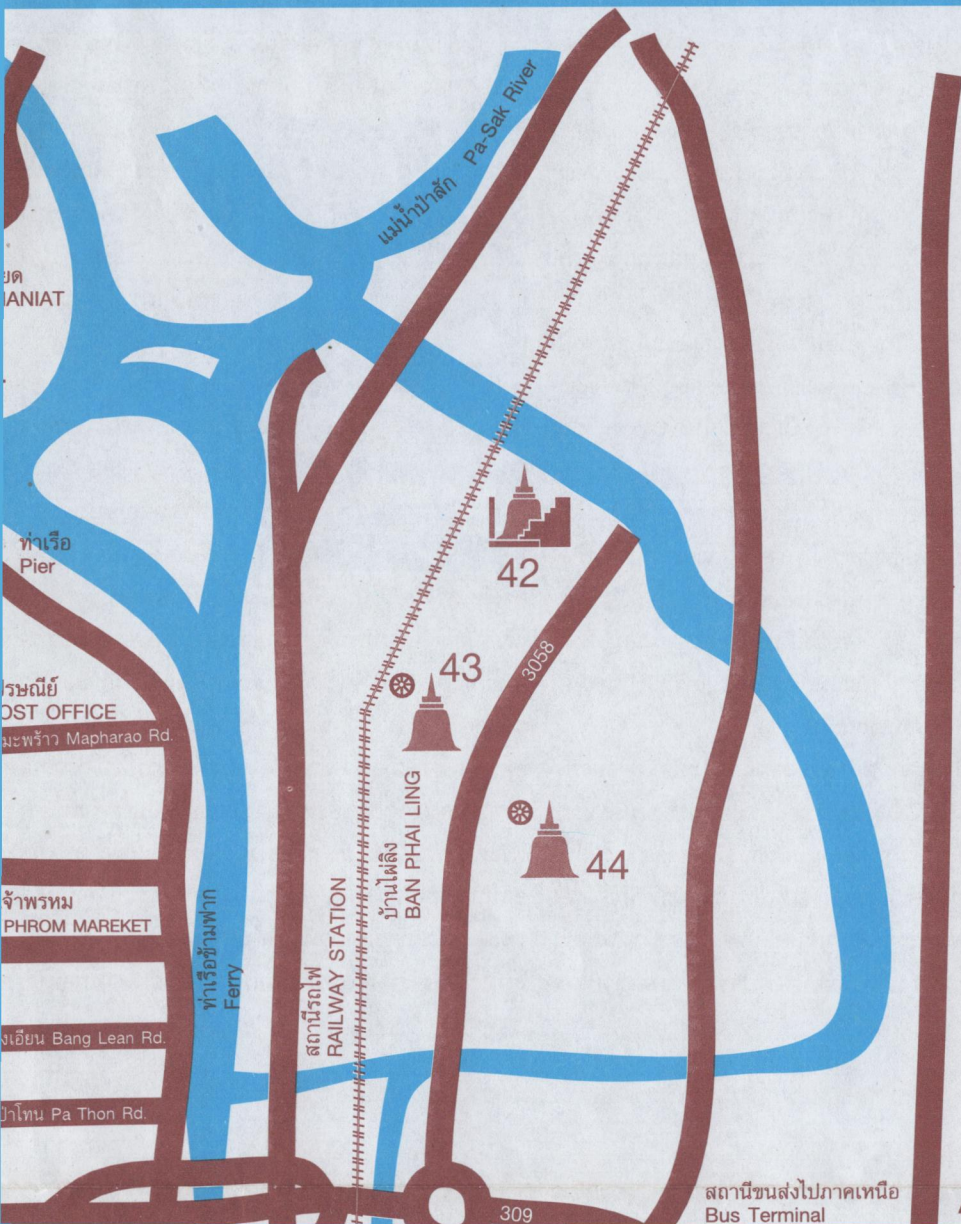 แม่น้ำป่าสัก Pa-Sak River
ยด
IANIAT
ท่าเรือ
Pier
42
43
3058
ปรษณีย์
OST OFFICE
มะพร้าว Mapharao Rd.
บ้านไผ่ลิง
BAN PHAI LING
44
จ้าพรหม
PHROM MAREKET
ท่าเรือข้ามฟาก
Ferry
สถานีรถไฟ
RAILWAY STATION
งเอียน Bang Lean Rd.
ป่าโทน Pa Thon Rd.
309
สถานีขนส่งไปภาคเหนือ
Bus Terminal